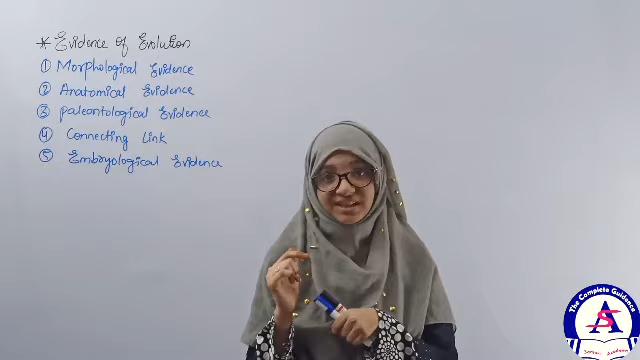 * Evidence of Evolution
① Morphological Evidence
② Anatomical Evidence
③ paleontological Evidence
④ Connecting Link
⑤ Embryological Evidence
The Complete Guidance
AS